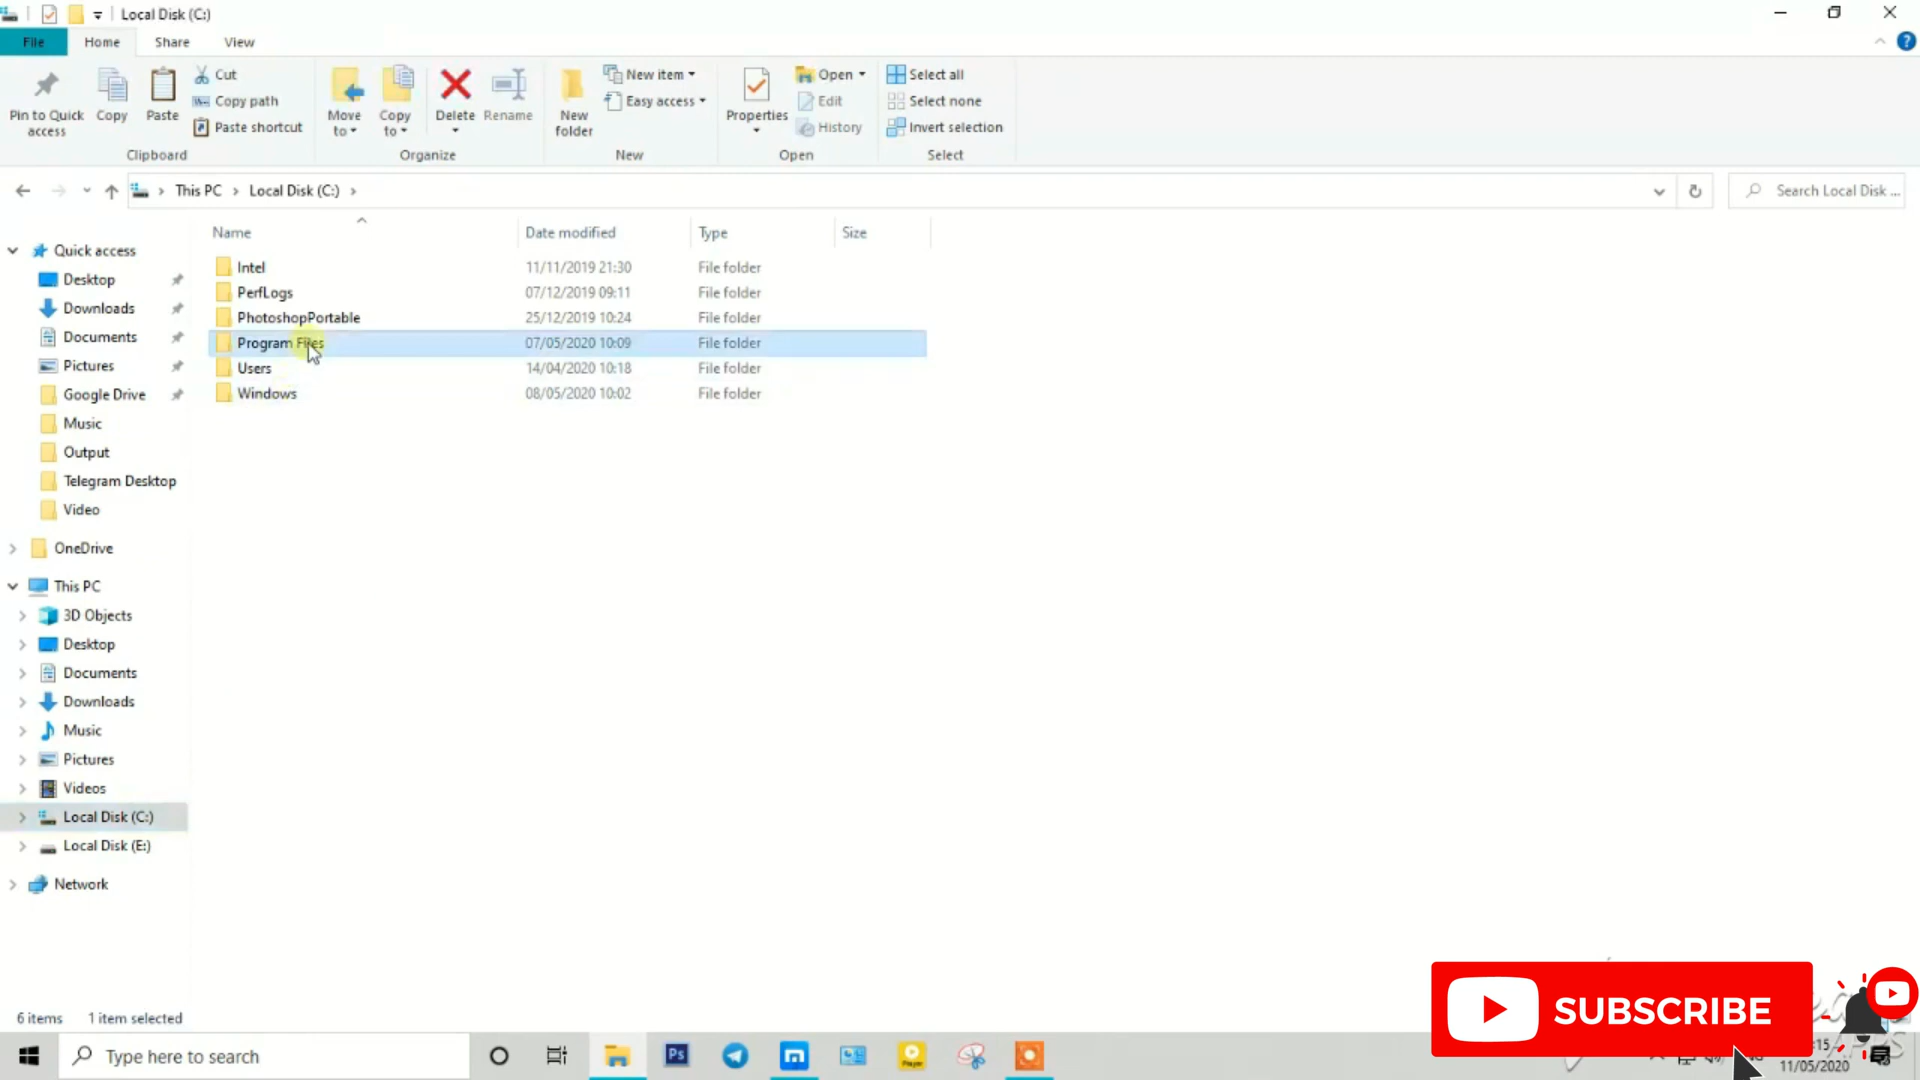 Local Disk (C:)
File Home Share View
Pin to Quick access
Copy
Paste
Cut
Copy path
Paste shortcut
Clipboard
Move to
Copy to
Delete
Rename
Organize
New folder
New item
Easy access
New
Properties
Open
Edit
History
Open
Select all
Select none
Invert selection
Select
This PC Local Disk (C:)
Search Local Disk ...
Name Date modified Type Size
Intel 11/11/2019 21:30 File folder
PerfLogs 07/12/2019 09:11 File folder
PhotoshopPortable 25/12/2019 10:24 File folder
Program Files 07/05/2020 10:09 File folder
Users 14/04/2020 10:18 File folder
Windows 08/05/2020 10:02 File folder
Quick access
Desktop
Downloads
Documents
Pictures
Google Drive
Music
Output
Telegram Desktop
Video
OneDrive
This PC
3D Objects
Desktop
Documents
Downloads
Music
Pictures
Videos
Local Disk (C:)
Local Disk (E:)
Network
6 items 1 item selected
SUBSCRIBE
Type here to search
Ps
Player
:15
11/05/2020